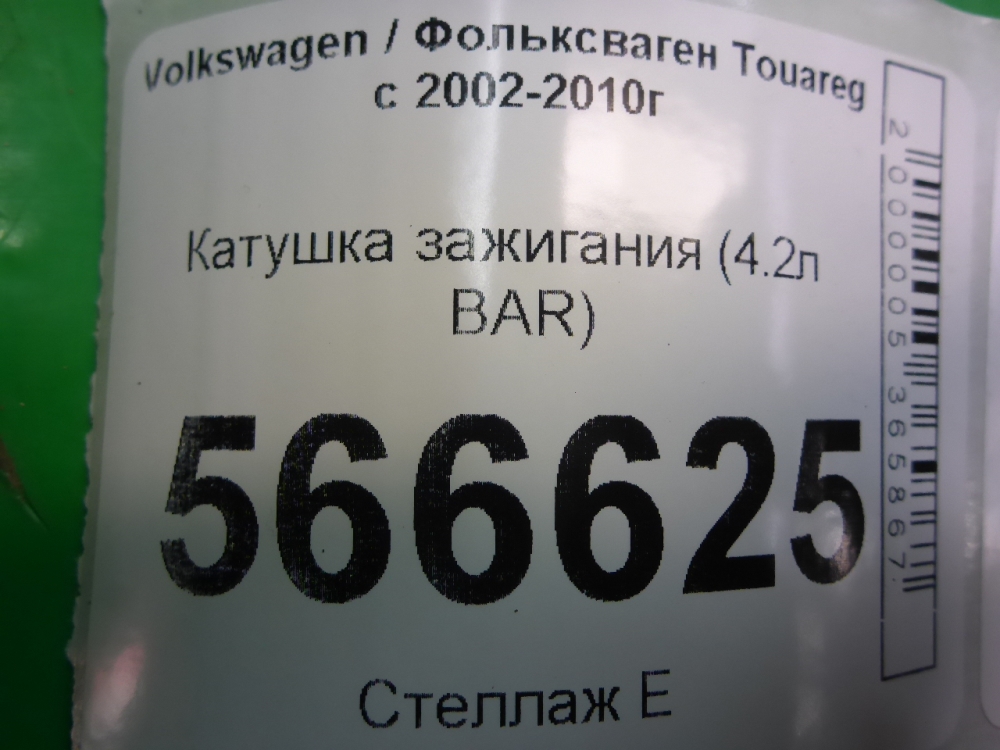 Volkswagen / Фольксваген Touareg
с 2002-2010г
Катушка зажигания (4.2л
BAR)
566625
Стеллаж Е
2000005365867